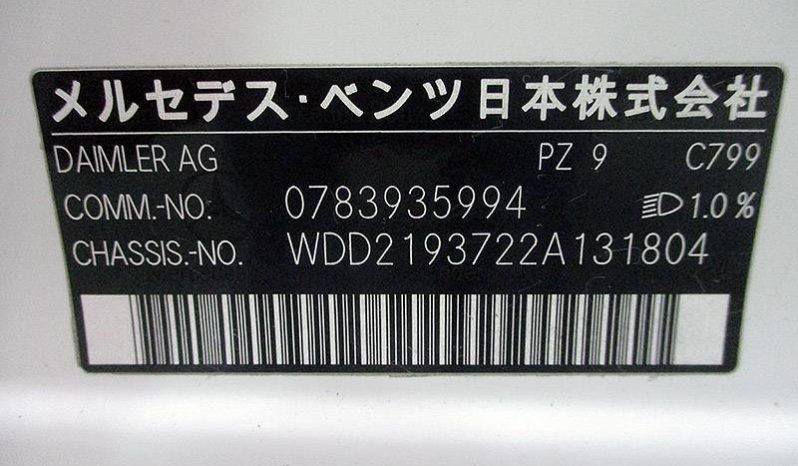 メルセデス・ベンツ日本株式会社
DAIMLER AG PZ 9 C799
COMM.-NO. 0783935994 1.0 %
CHASSIS.-NO. WDD2193722A131804